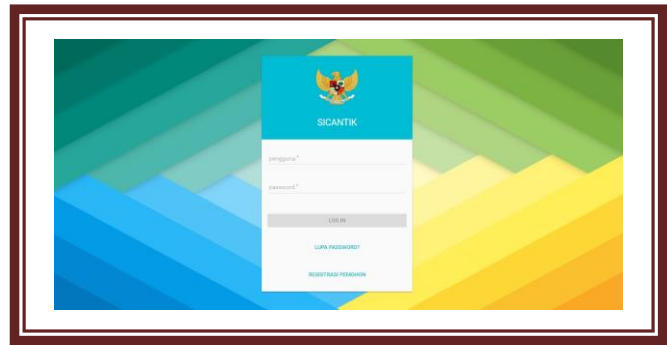 SICANTIK
pengguna *
password *
LOG IN
LUPA PASSWORD?
REGISTRASI PEMOHON